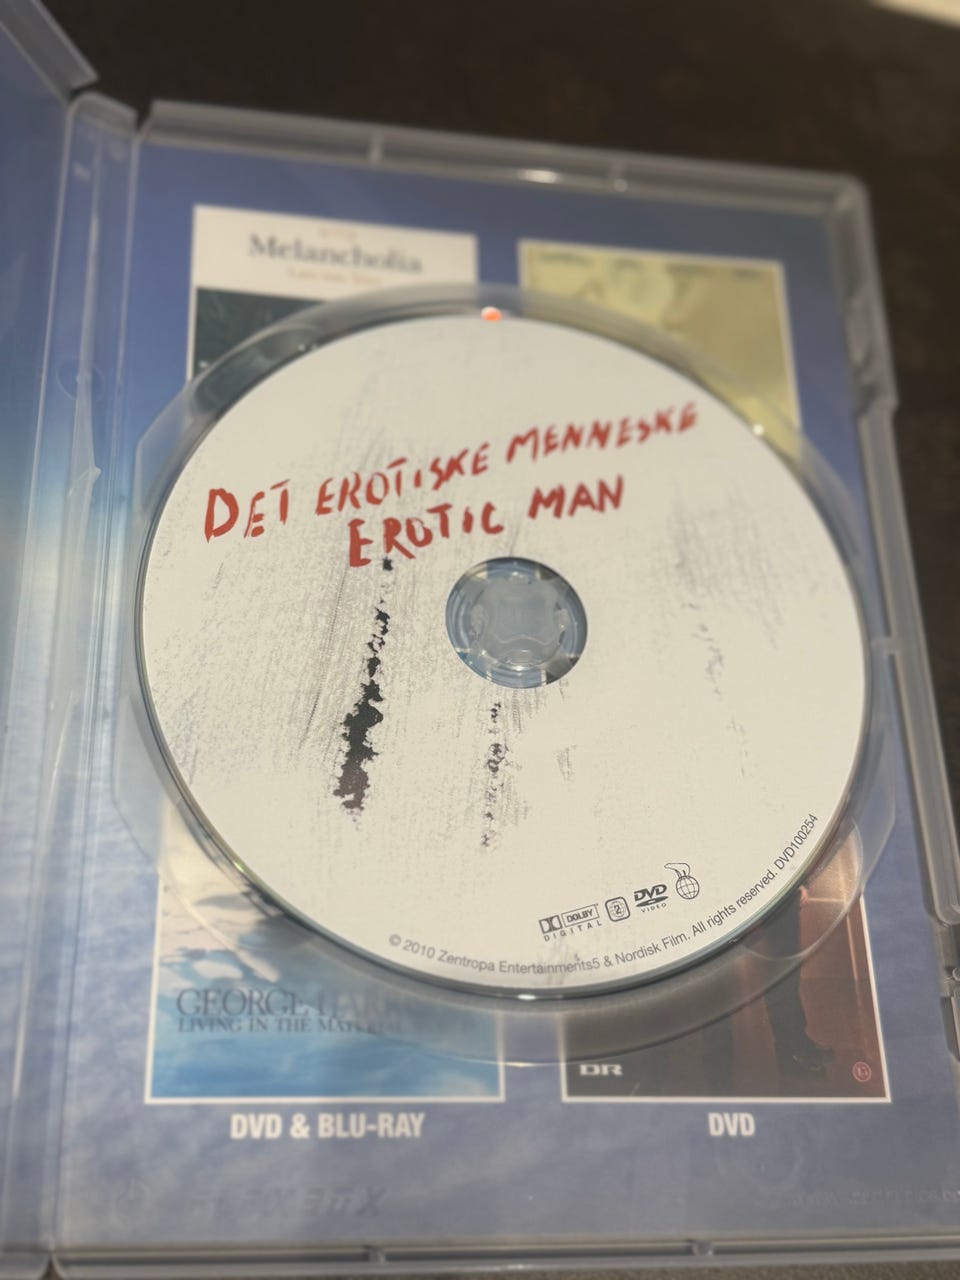 Melancholia
DET EROTISKE MENNESKE
EROTIC MAN
DOLBY
DIGITAL
2
DVD
VIDEO
© 2010 Zentropa Entertainments5 & Nordisk Film. All rights reserved. DVD100254
GEORGE
LIVING IN THE
DR
15
DVD & BLU-RAY
DVD